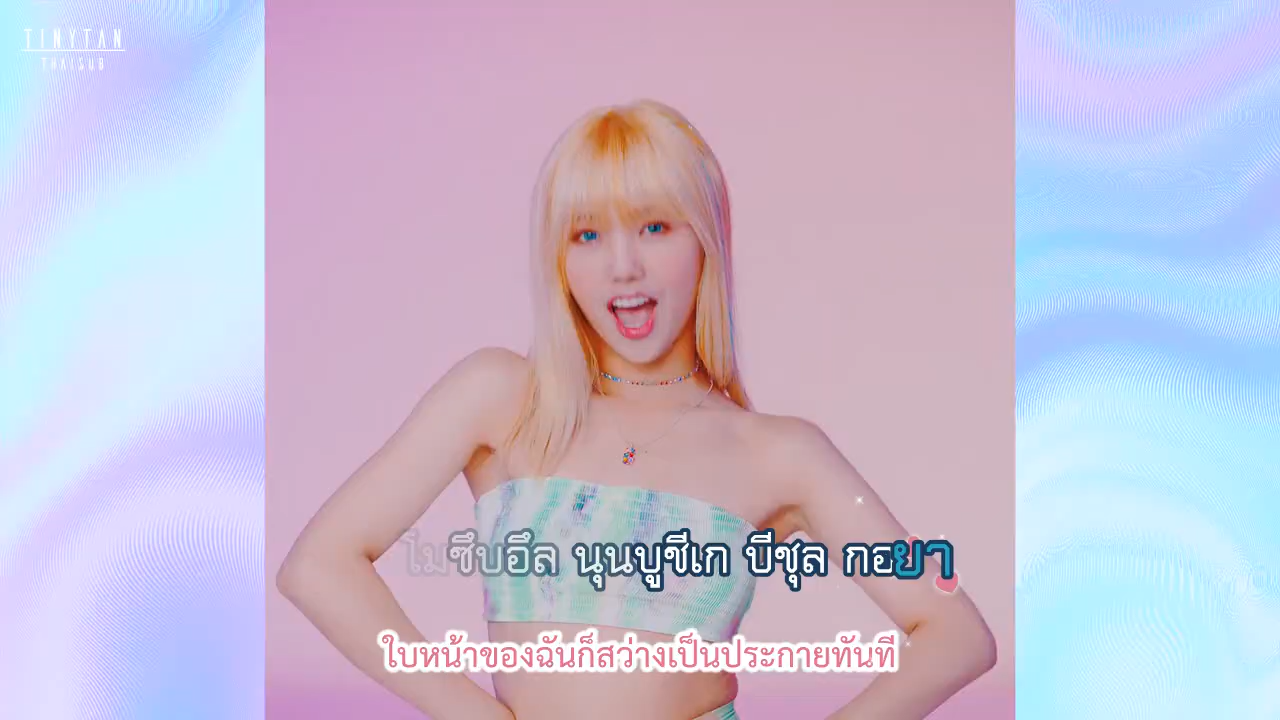 TINYTAN
THAISUB
โมซึบอึล นุนบูชีเก บีชุล กอยา
ใบหน้าของฉันก็สว่างเป็นประกายทันที